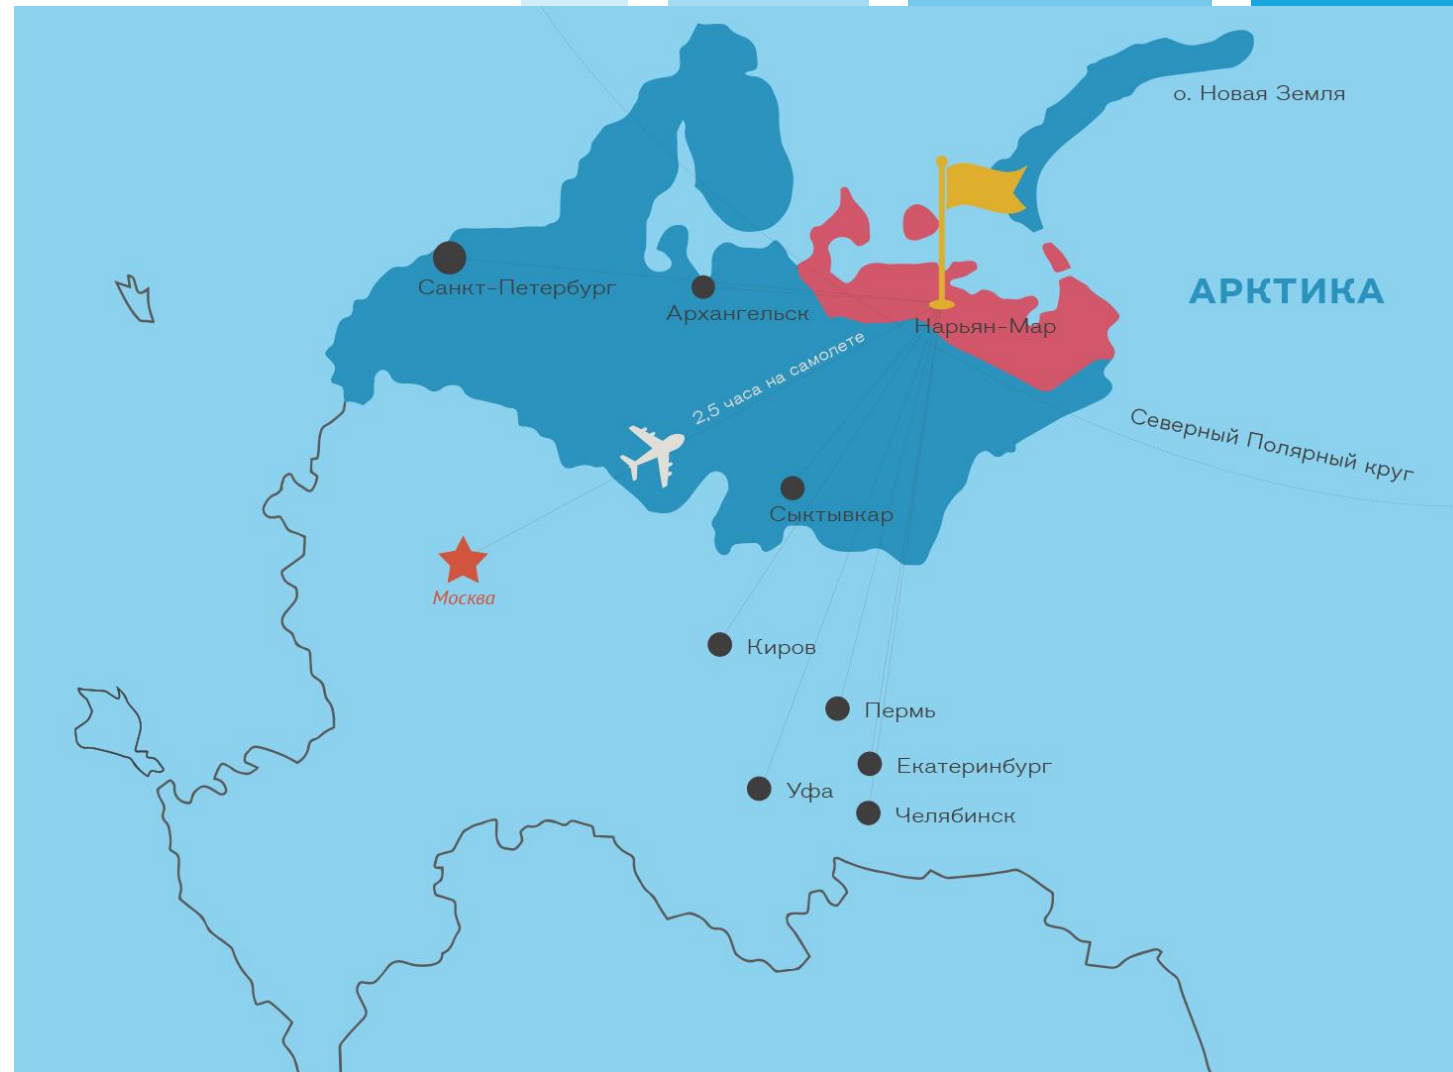 о. Новая Земля
Санкт-Петербург
АРКТИКА
Архангельск
Нарьян-Мар
2,5 часа на самолете
Северный Полярный круг
Сыктывкар
Москва
Киров
Пермь
Екатеринбург
Уфа
Челябинск